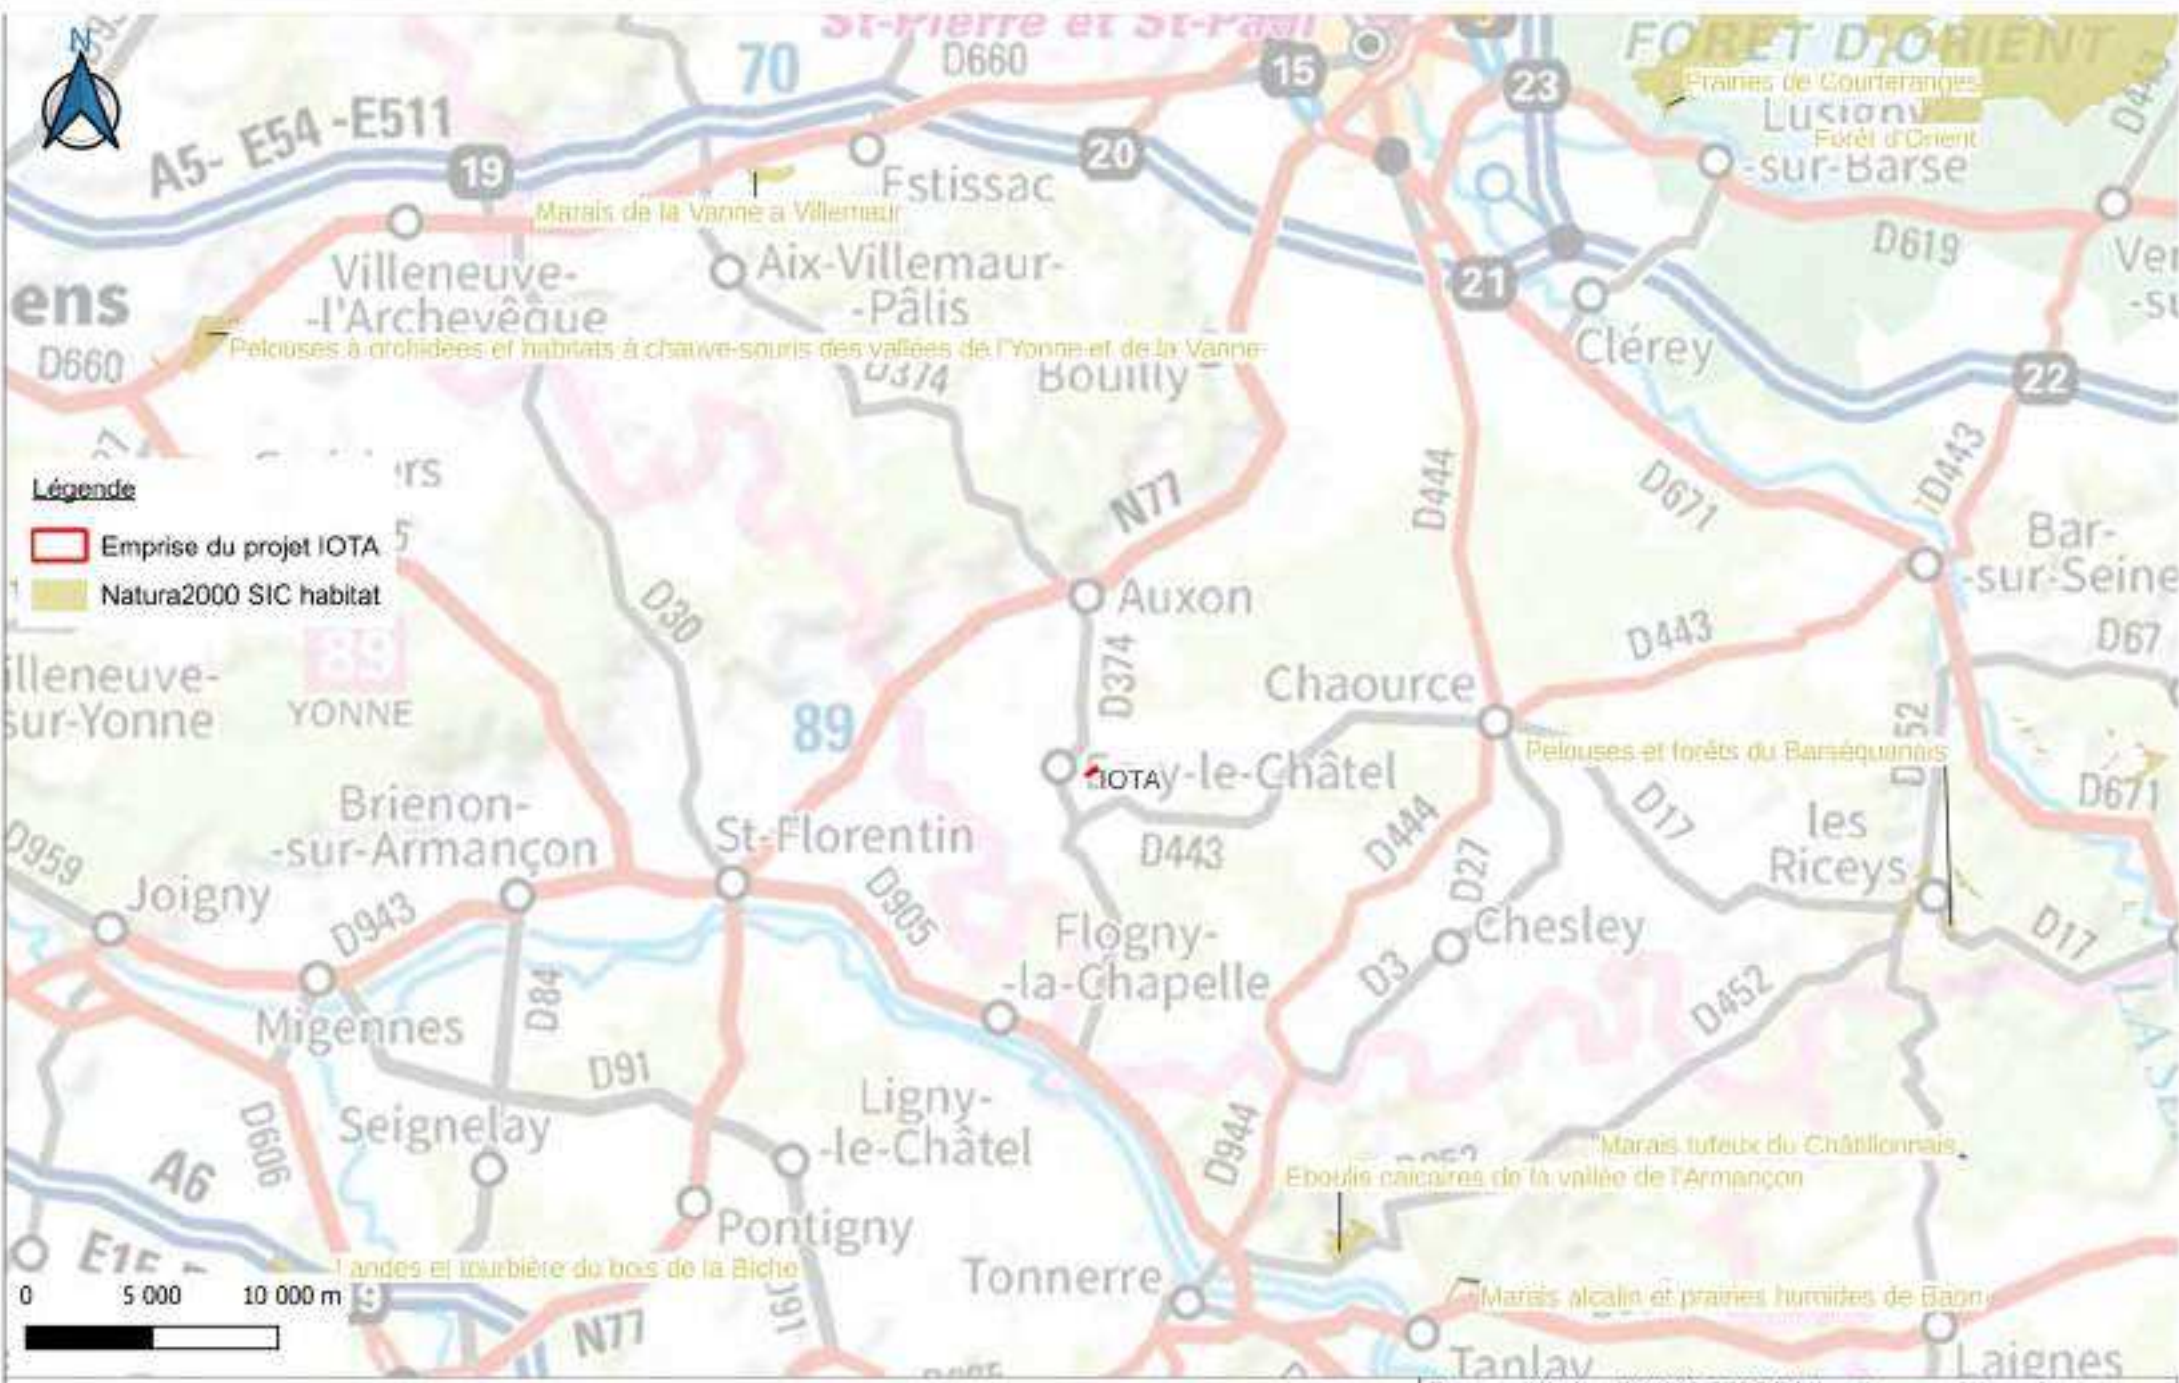 St-Pierre et St-Paul
N
70
D660
15
23
FORET D'ORIENT
Prairies de Courteranges
Lusigny
Forêt d'Orient
-sur-Barse
A5- E54 -E511
19
20
Estissac
Marais de la Vanne a Villemaur
D619
Villeneuve-
-l'Archevêque
Aix-Villemaur-
-Pâlis
21
Clérey
ens
D660
Pelouses à orchidées et habitats à chauve-souris des vallées de l'Yonne et de la Vanne
D374
Bouilly
22
Légende
Emprise du projet IOTA
Natura2000 SIC habitat
N77
D444
D671
D443
Bar-
-sur-Seine
D30
Auxon
D374
D443
D67
89
YONNE
illeneuve-
sur-Yonne
89
Chaource
Pelouses et forêts du Barséquanais
IOTA
y-le-Châtel
D443
D444
D27
D17
D671
les
Riceys
Brienon-
-sur-Armançon
St-Florentin
D959
Joigny
D943
D905
Flogny-
-la-Chapelle
Chesley
D3
D452
D17
Migennes
D84
D91
Seignelay
Ligny-
-le-Châtel
D606
D944
Marais tufeux du Châtillonnais
Eboulis calcaires de la vallée de l'Armançon
A6
Pontigny
Landes et tourbière du bois de la Biche
Tonnerre
Marais alcalin et prairies humides de Baon
0 5 000 10 000 m
N77
Tanlay
Laignes